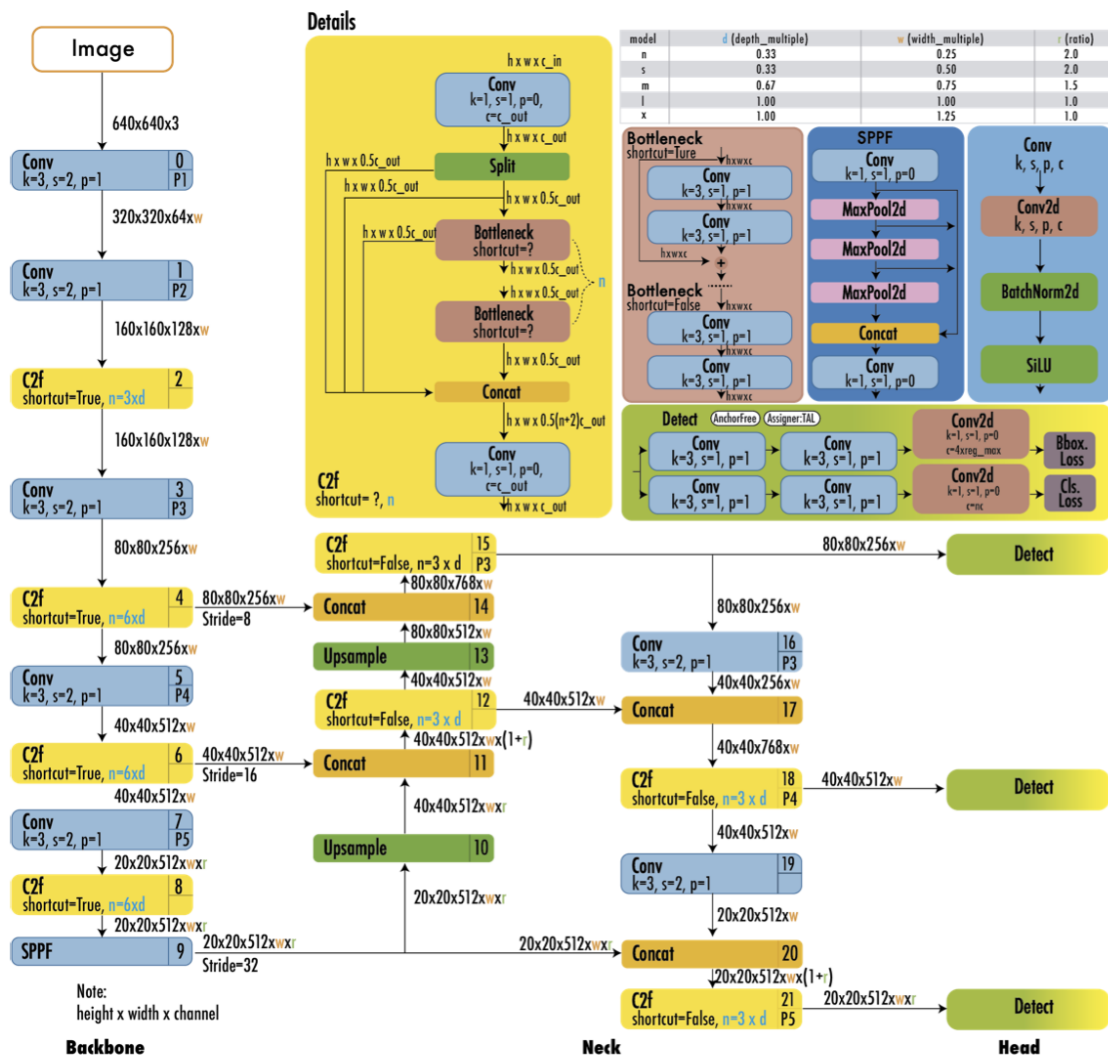 Image
640x640x3
Conv
k=3, s=2, p=1
0
P1
320x320x64xw
Conv
k=3, s=2, p=1
1
P2
160x160x128xw
C2f
shortcut=True, n=3xd
2
160x160x128xw
Conv
k=3, s=2, p=1
3
P3
80x80x256xw
C2f
shortcut=True, n=6xd
4
80x80x256xw
Stride=8
80x80x256xw
Conv
k=3, s=2, p=1
5
P4
40x40x512xw
C2f
shortcut=True, n=6xd
6
40x40x512xw
Stride=16
40x40x512xw
Conv
k=3, s=2, p=1
7
P5
20x20x512xwxr
C2f
shortcut=True, n=6xd
8
20x20x512xwxr
SPPF
9
20x20x512xwxr
Stride=32
Note:
height x width x channel
Backbone
Details
h x w x c_in
Conv
k=1, s=1, p=0,
c=c_out
h x w x c_out
h x w x 0.5c_out
Split
h x w x 0.5c_out
h x w x 0.5c_out
h x w x 0.5c_out
Bottleneck
shortcut=?
h x w x 0.5c_out
n
h x w x 0.5c_out
Bottleneck
shortcut=?
h x w x 0.5c_out
Concat
h x w x 0.5(n+2)c_out
Conv
k=1, s=1, p=0,
c=c_out
h x w x c_out
C2f
shortcut= ?, n
model d (depth_multiple) w (width_multiple) r (ratio)
n 0.33 0.25 2.0
s 0.33 0.50 2.0
m 0.67 0.75 1.5
l 1.00 1.00 1.0
x 1.00 1.25 1.0
Bottleneck
shortcut=Ture
hxwxc
Conv
k=3, s=1, p=1
hxwxc
Conv
k=3, s=1, p=1
hxwxc
hxwxc
+
hxwxc
Bottleneck
shortcut=False
Conv
k=3, s=1, p=1
hxwxc
Conv
k=3, s=1, p=1
hxwxc
SPPF
Conv
k=1, s=1, p=0
MaxPool2d
MaxPool2d
MaxPool2d
Concat
Conv
k=1, s=1, p=0
Conv
k, s, p, c
Conv2d
k, s, p, c
BatchNorm2d
SiLU
Detect
AnchorFree
Assigner:TAL
Conv
k=3, s=1, p=1
Conv
k=3, s=1, p=1
Conv2d
k=1, s=1, p=0
c=4xreg_max
Bbox.
Loss
Conv
k=3, s=1, p=1
Conv
k=3, s=1, p=1
Conv2d
k=1, s=1, p=0
c=nc
Cls.
Loss
C2f
shortcut=False, n=3 x d
15
P3
80x80x768xw
Concat
14
80x80x512xw
Upsample
13
40x40x512xw
C2f
shortcut=False, n=3 x d
12
40x40x512xwx(1+r)
Concat
11
40x40x512xwxr
Upsample
10
20x20x512xwxr
80x80x256xw
Detect
80x80x256xw
Conv
k=3, s=2, p=1
16
P3
40x40x256xw
40x40x512xw
Concat
17
40x40x768xw
C2f
shortcut=False, n=3 x d
18
P4
40x40x512xw
Detect
40x40x512xw
Conv
k=3, s=2, p=1
19
20x20x512xw
20x20x512xwxr
Concat
20
20x20x512xwx(1+r)
C2f
shortcut=False, n=3 x d
21
P5
20x20x512xwxr
Detect
Neck
Head